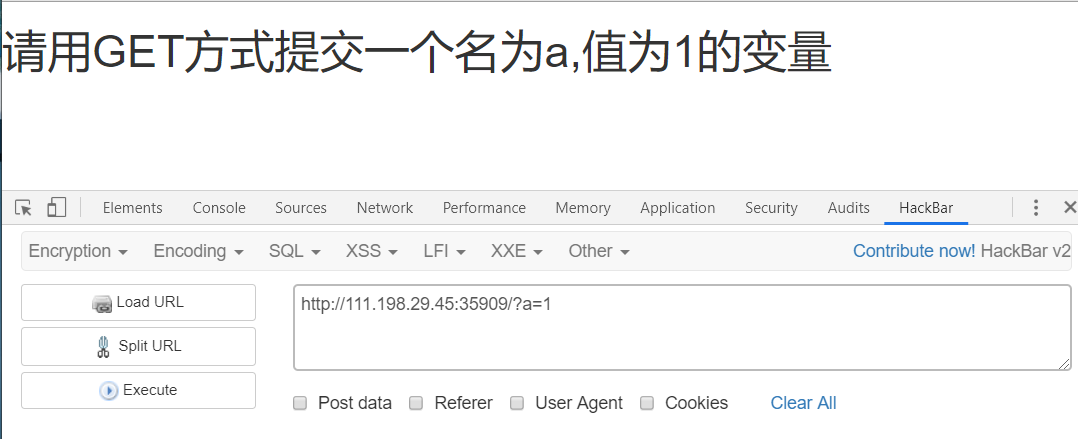 请用GET方式提交一个名为a,值为1的变量
Elements Console Sources Network Performance Memory Application Security Audits HackBar
Encryption Encoding SQL XSS LFI XXE Other Contribute now! HackBar v2
Load URL
http://111.198.29.45:35909/?a=1
Split URL
Execute
Post data Referer User Agent Cookies Clear All